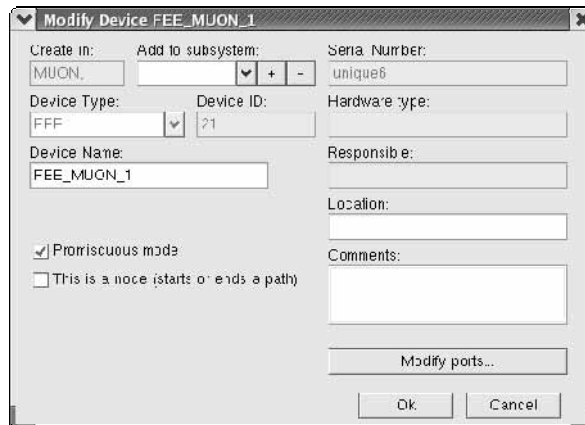 Modify Device FEE_MUON_1
Create in:
Add to subsystem:
MUON,
+
-
Device Type:
Device ID:
FEE
21
Device Name:
FEE_MUON_1
Promiscuous mode
This is a node (starts or ends a path)
Serial Number:
unique6
Hardware type:
Responsible:
Location:
Comments:
Modify ports...
Ok
Cancel